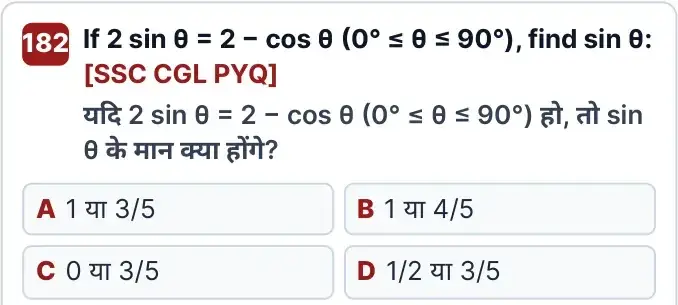 182 If 2 sin θ = 2 − cos θ (0° ≤ θ ≤ 90°), find sin θ:
[SSC CGL PYQ]
यदि 2 sin θ = 2 − cos θ (0° ≤ θ ≤ 90°) हो, तो sin
θ के मान क्या होंगे?
A 1 या 3/5
B 1 या 4/5
C 0 या 3/5
D 1/2 या 3/5